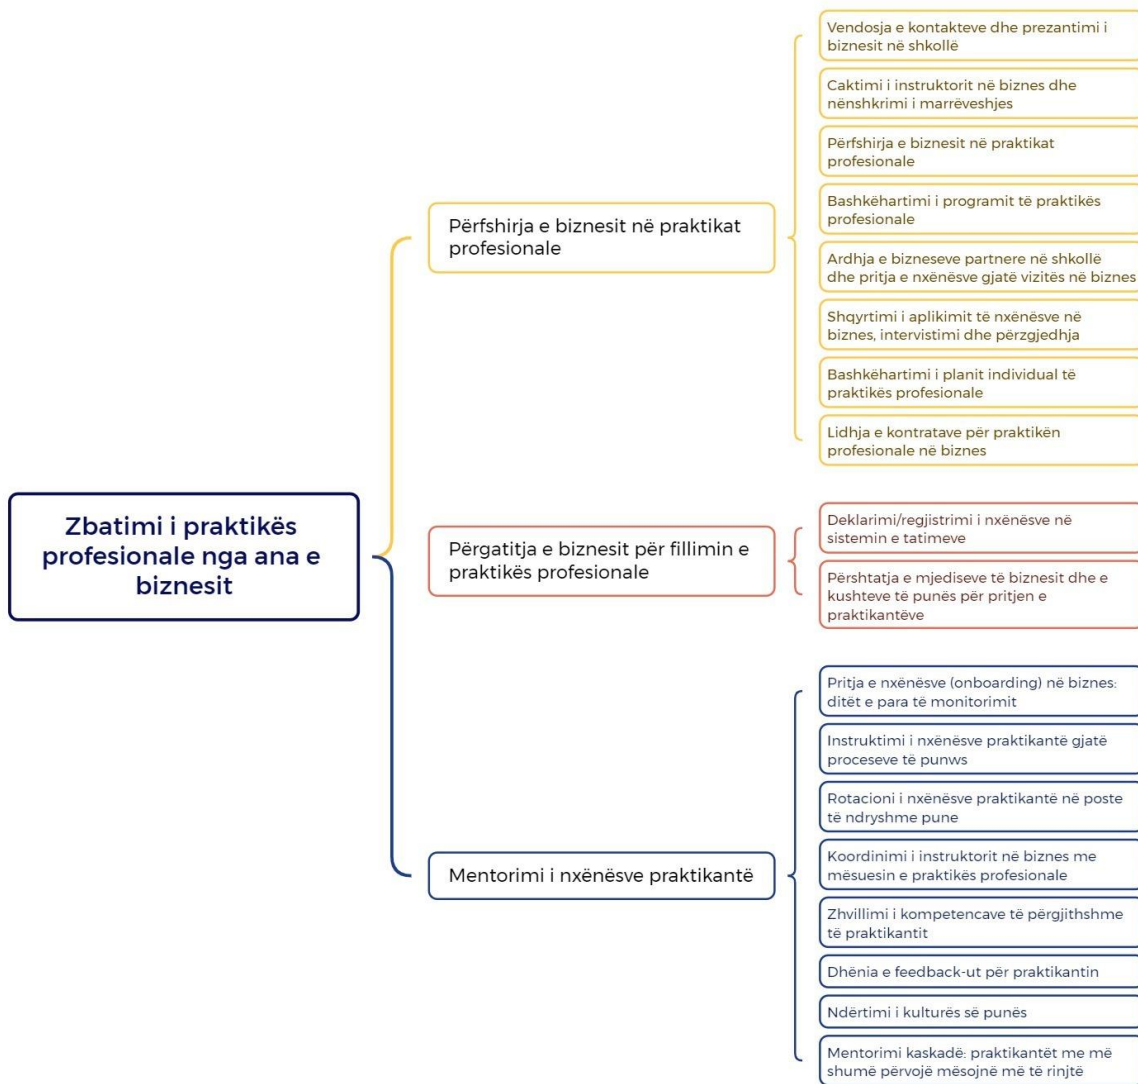 Zbatimi i praktikës
profesionale nga ana e
biznesit
Përfshirja e biznesit në praktikat
profesionale
Vendosja e kontakteve dhe prezantimi i
biznesit në shkollë
Caktimi i instruktorit në biznes dhe
nënshkrimi i marrëveshjes
Përfshirja e biznesit në praktikat
profesionale
Bashkëhartimi i programit të praktikës
profesionale
Ardhja e bizneseve partnere në shkollë
dhe pritja e nxënësve gjatë vizitës në biznes
Shqyrtimi i aplikimit të nxënësve në
biznes, intervistimi dhe përzgjedhja
Bashkëhartimi i planit individual të
praktikës profesionale
Lidhja e kontratave për praktikën
profesionale në biznes
Përgatitja e biznesit për fillimin e
praktikës profesionale
Deklarimi/regjistrimi i nxënësve në
sistemin e tatimeve
Përshtatja e mjediseve të biznesit dhe e
kushteve të punës për pritjen e
praktikantëve
Mentorimi i nxënësve praktikantë
Pritja e nxënësve (onboarding) në biznes:
ditët e para të monitorimit
Instruktimi i nxënësve praktikantë gjatë
proceseve të punws
Rotacioni i nxënësve praktikantë në poste
të ndryshme pune
Koordinimi i instruktorit në biznes me
mësuesin e praktikës profesionale
Zhvillimi i kompetencave të përgjithshme
të praktikantit
Dhënia e feedback-ut për praktikantin
Ndërtimi i kulturës së punës
Mentorimi kaskadë: praktikantët me më
shumë përvojë mësojnë më të rinjtë